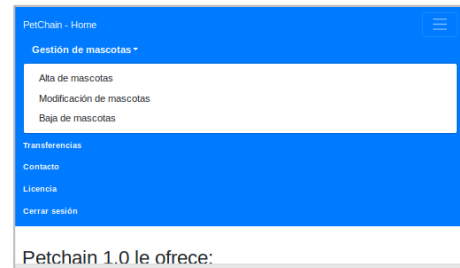 PetChain - Home
Gestión de mascotas
Alta de mascotas
Modificación de mascotas
Baja de mascotas
Transferencias
Contacto
Licencia
Cerrar sesión
Petchain 1.0 le ofrece: